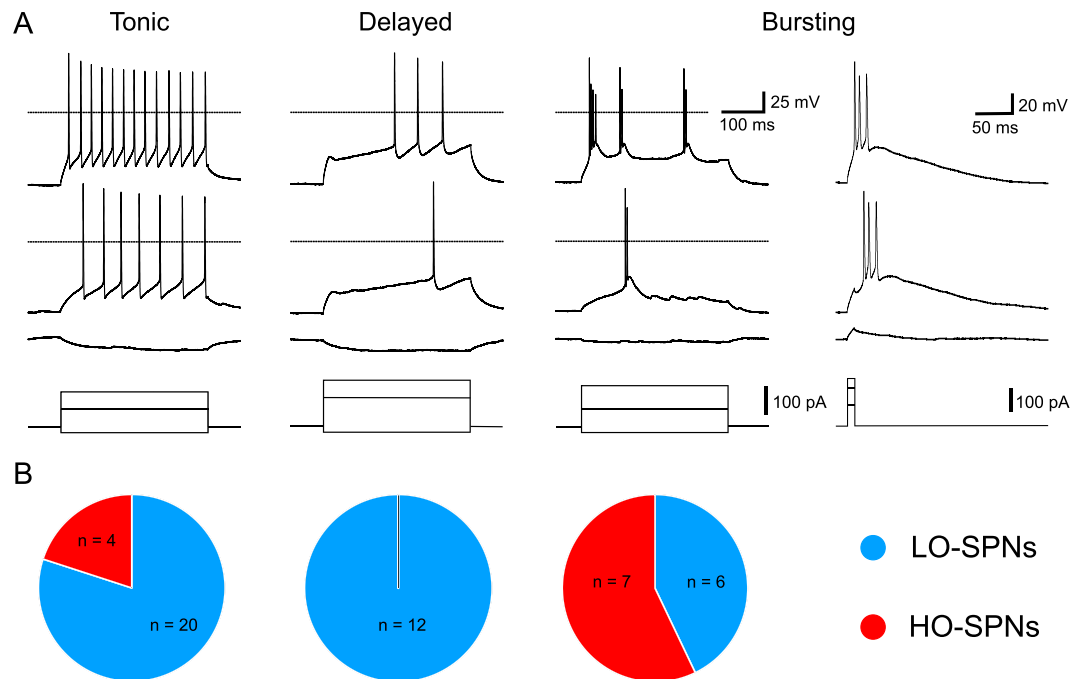 A
Tonic
Delayed
Bursting
25 mV
100 ms
20 mV
50 ms
100 pA
100 pA
B
n = 4
n = 20
n = 12
n = 7
n = 6
LO-SPNs
HO-SPNs